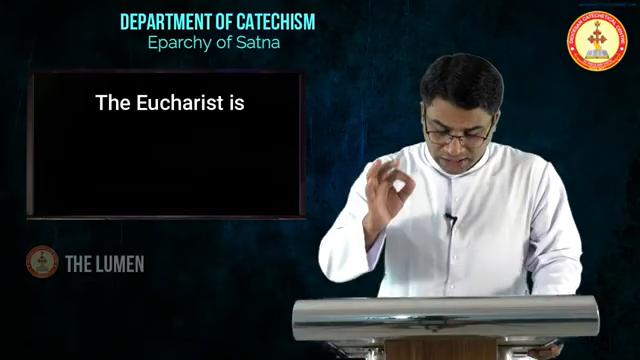 DEPARTMENT OF CATECHISM
Eparchy of Satna
The Eucharist is
THE LUMEN